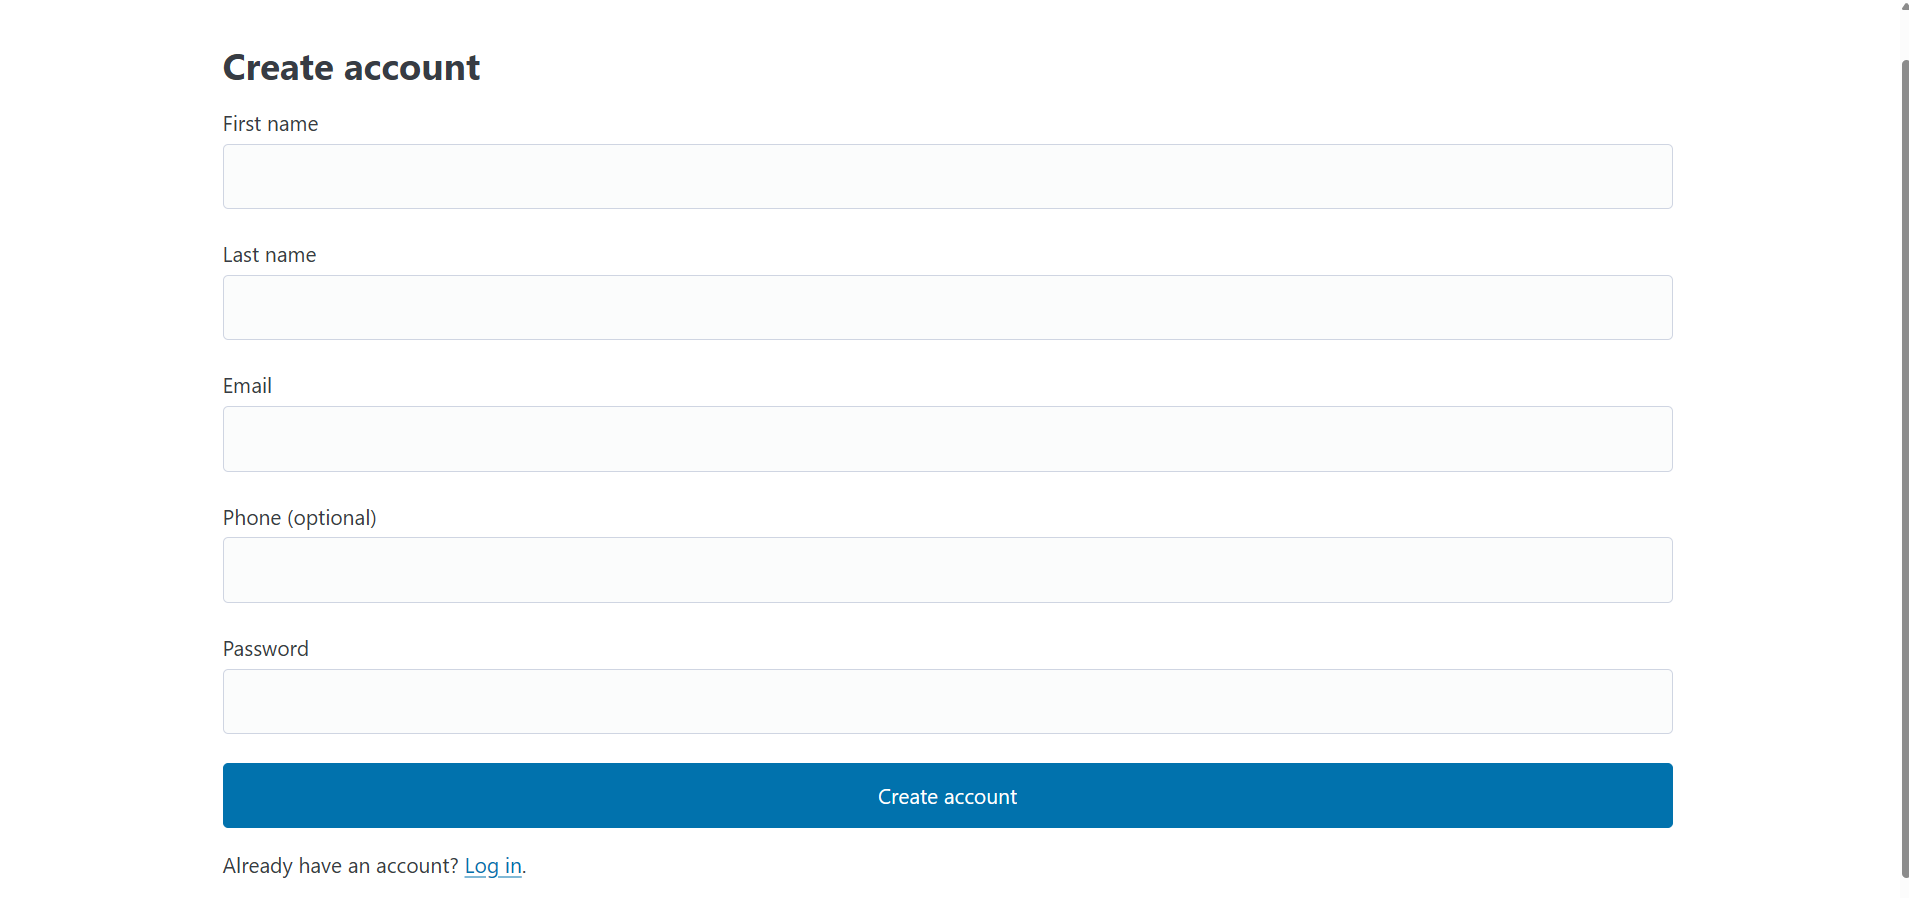 Create account
First name
Last name
Email
Phone (optional)
Password
Create account
Already have an account? Log in.